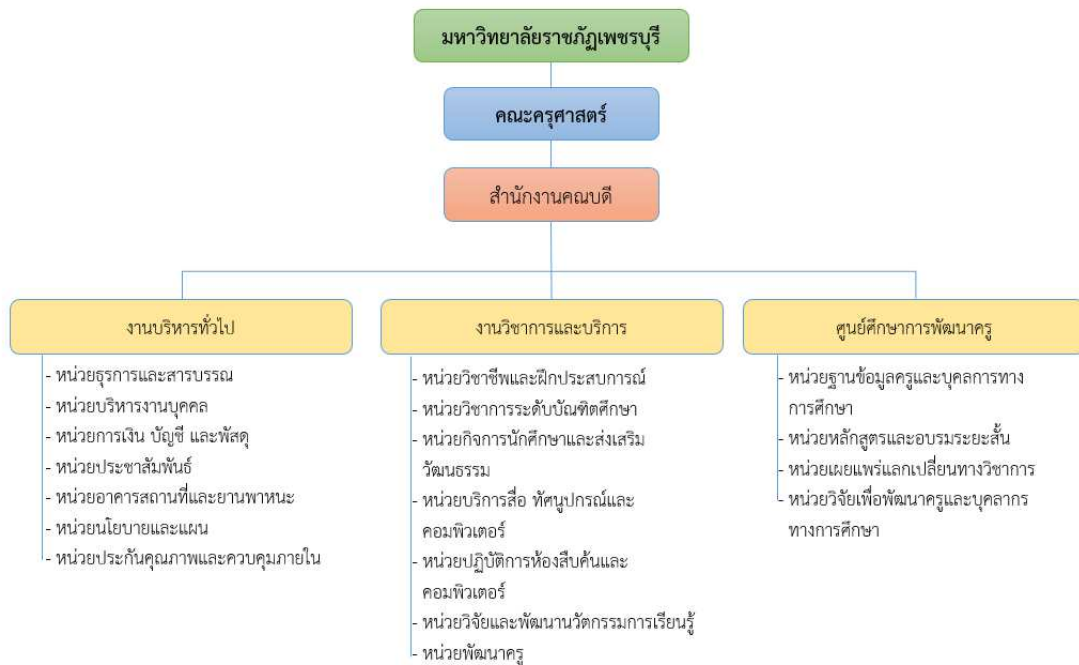 มหาวิทยาลัยราชภัฏเพชรบุรี
คณะครุศาสตร์
สำนักงานคณบดี
งานบริหารทั่วไป
- หน่วยธุรการและสารบรรณ
- หน่วยบริหารงานบุคคล
- หน่วยการเงิน บัญชี และพัสดุ
- หน่วยประชาสัมพันธ์
- หน่วยอาคารสถานที่และยานพาหนะ
- หน่วยนโยบายและแผน
- หน่วยประกันคุณภาพและควบคุมภายใน
งานวิชาการและบริการ
- หน่วยวิชาชีพและฝึกประสบการณ์
- หน่วยวิชาการระดับบัณฑิตศึกษา
- หน่วยกิจการนักศึกษาและส่งเสริม
วัฒนธรรม
- หน่วยบริการสื่อ ทัศนูปกรณ์และ
คอมพิวเตอร์
- หน่วยปฏิบัติการห้องสืบค้นและ
คอมพิวเตอร์
- หน่วยวิจัยและพัฒนานวัตกรรมการเรียนรู้
- หน่วยพัฒนาครู
ศูนย์ศึกษาการพัฒนาครู
- หน่วยฐานข้อมูลครูและบุคลการทาง
การศึกษา
- หน่วยหลักสูตรและอบรมระยะสั้น
- หน่วยเผยแพร่แลกเปลี่ยนทางวิชาการ
- หน่วยวิจัยเพื่อพัฒนาครูและบุคลากร
ทางการศึกษา